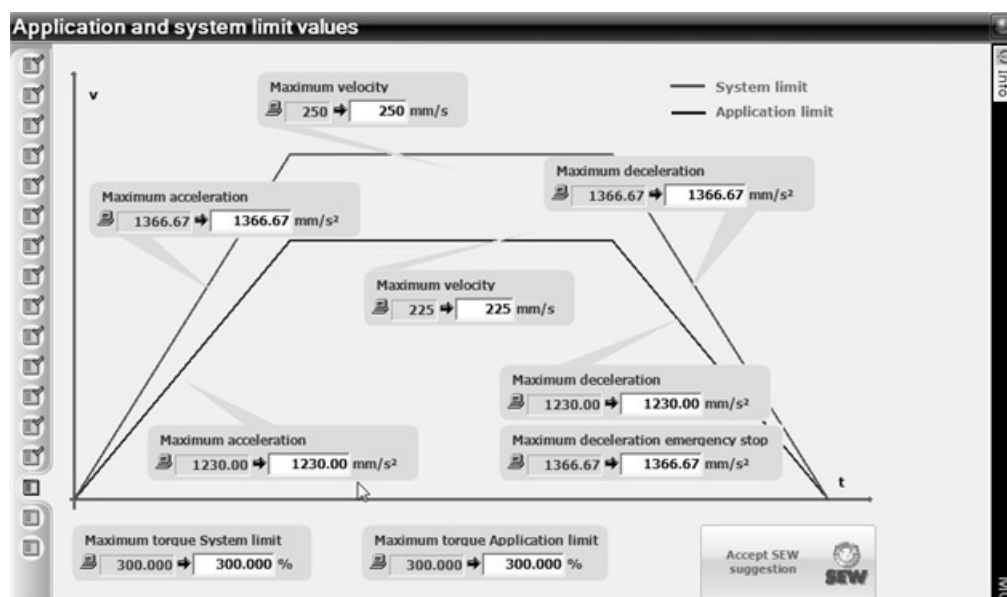 Application and system limit values
Info
v
Maximum velocity
250 250 mm/s
System limit
Application limit
Maximum deceleration
1366.67 1366.67 mm/s²
Maximum acceleration
1366.67 1366.67 mm/s²
Maximum velocity
225 225 mm/s
Maximum deceleration
1230.00 1230.00 mm/s²
Maximum acceleration
1230.00 1230.00 mm/s²
Maximum deceleration emergency stop
1366.67 1366.67 mm/s²
t
Maximum torque System limit
300.000 300.000 %
Maximum torque Application limit
300.000 300.000 %
Accept SEW
suggestion
SEW